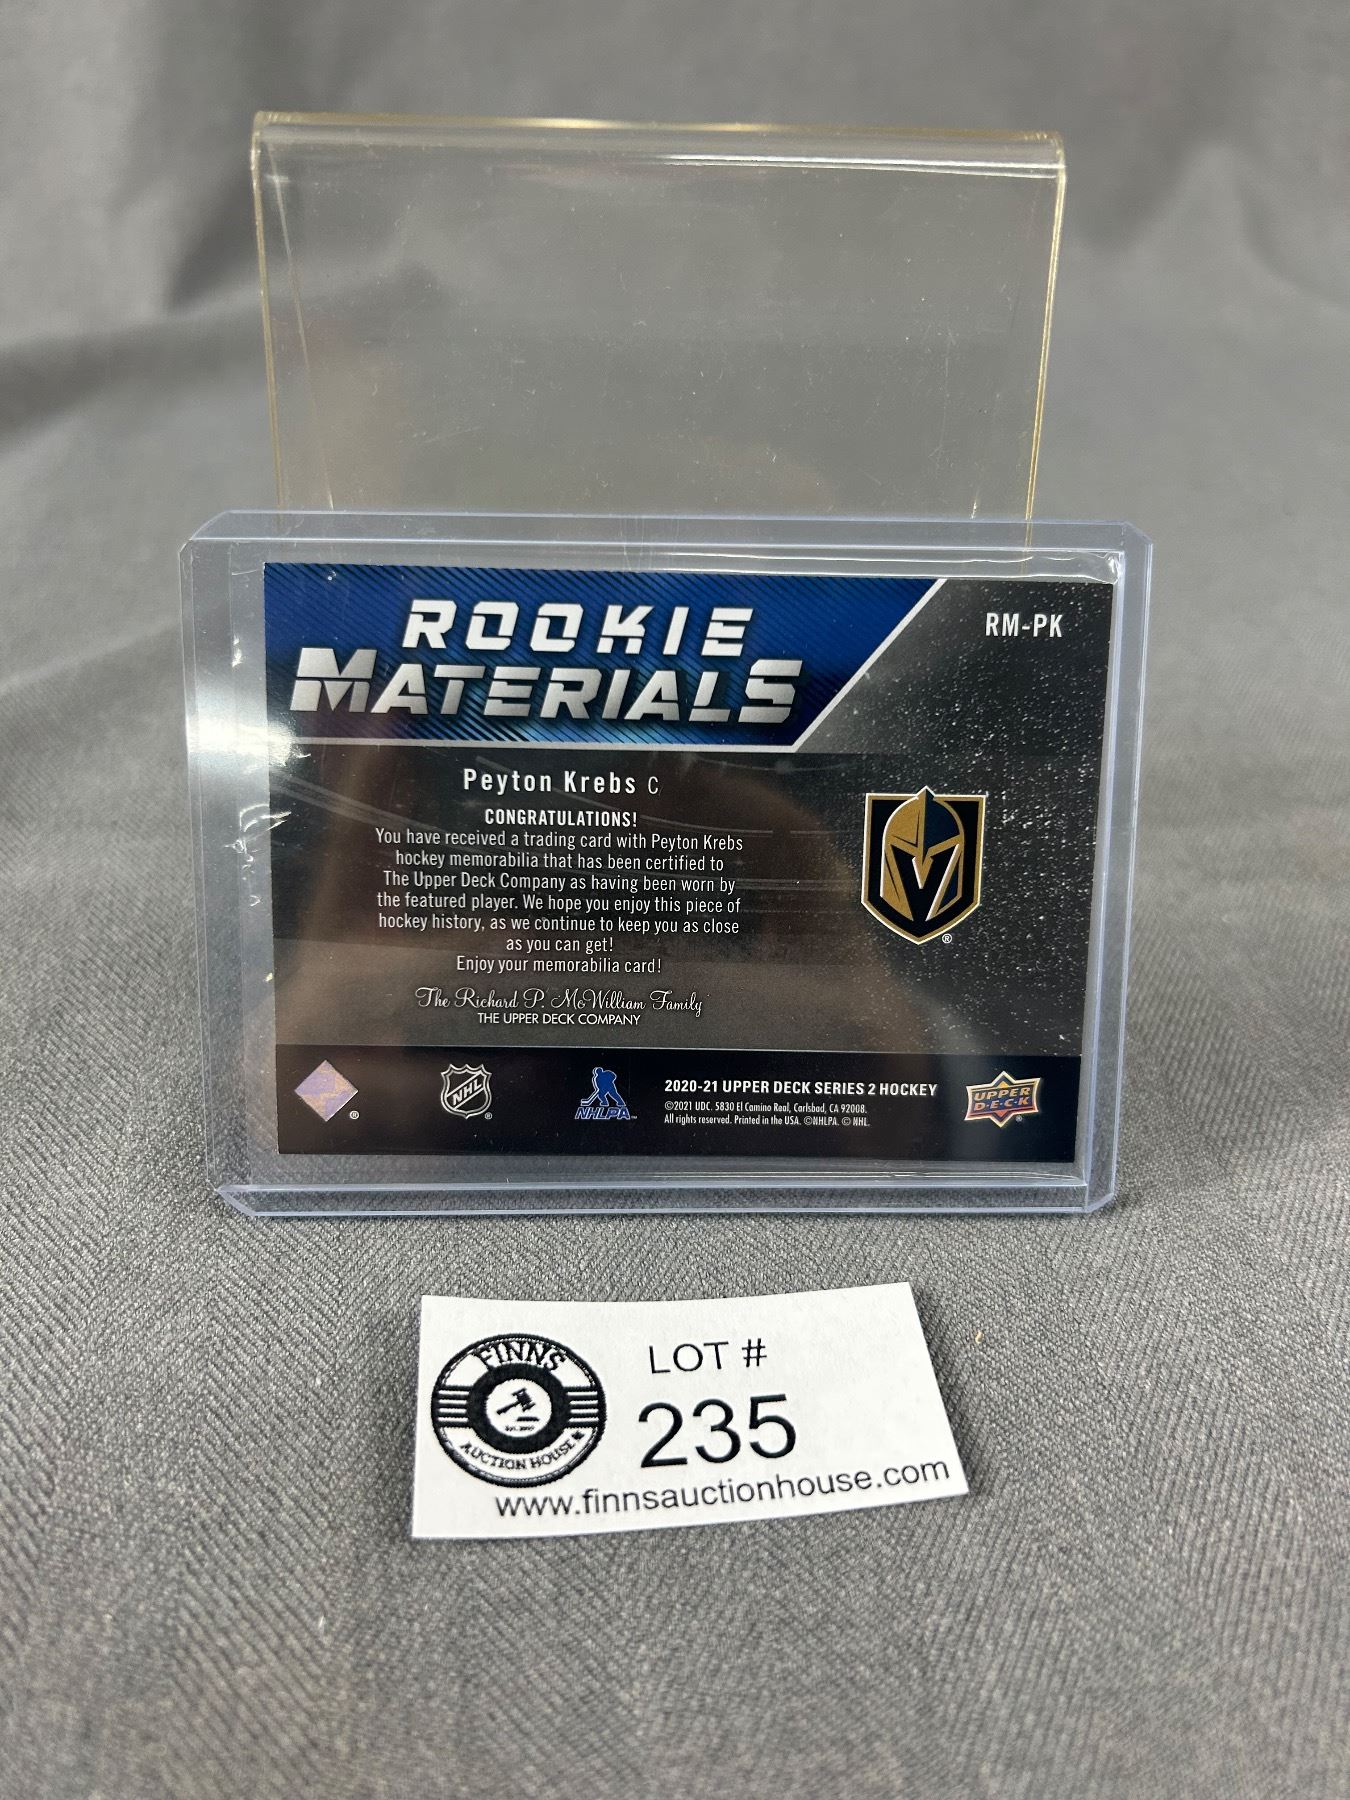 ROOKIE
MATERIALS
RM-PK
Peyton Krebs C
CONGRATULATIONS!
You have received a trading card with Peyton Krebs
hockey memorabilia that has been certified to
The Upper Deck Company as having been worn by
the featured player. We hope you enjoy this piece of
hockey history, as we continue to keep you as close
as you can get!
Enjoy your memorabilia card!
The Richard P. McWilliam Family
THE UPPER DECK COMPANY
®
®
NHL
®
NHLPA
2020-21 UPPER DECK SERIES 2 HOCKEY
©2021 UDC. 5830 El Camino Real, Carlsbad, CA 92008.
All rights reserved. Printed in the USA. ©NHLPA. © NHL.
UPPER
D·E·C·K
®
FINNS
AUCTION HOUSE
LOT #
235
www.finnsauctionhouse.com